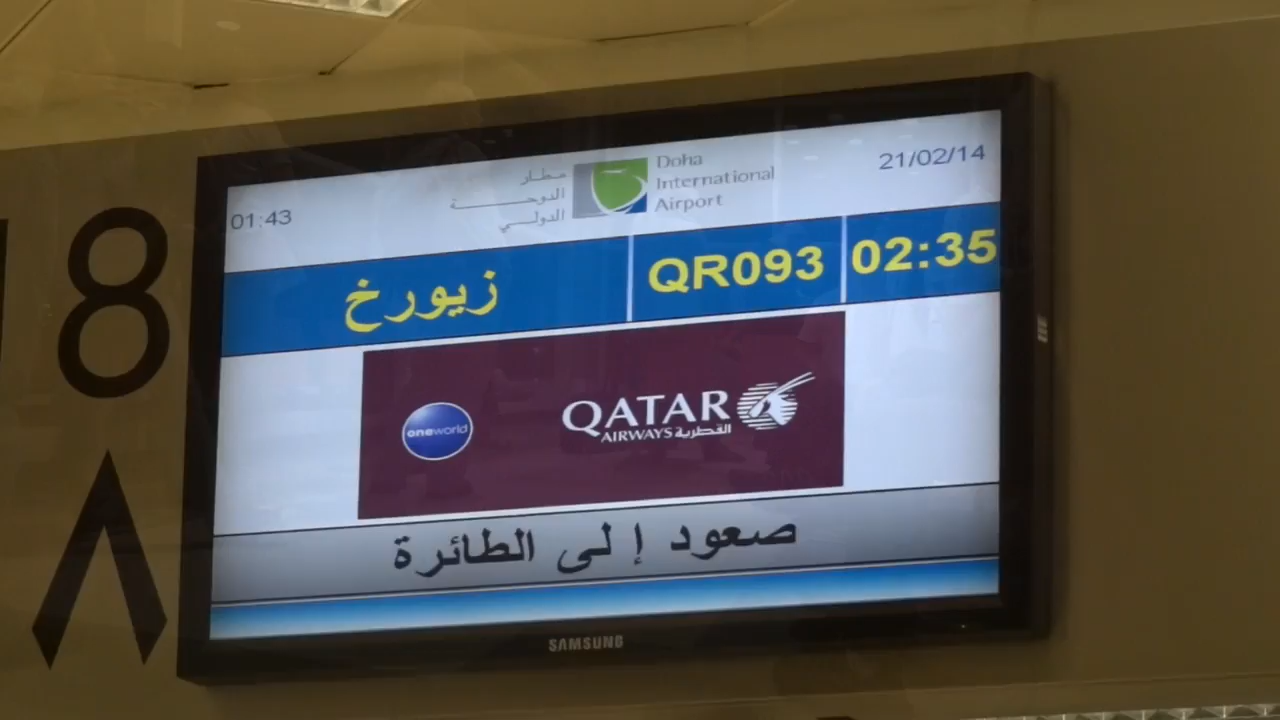 01:43
مطار
الدوحة
الدولي
Doha
International
Airport
21/02/14
زيورخ
QR093
02:35
oneworld
QATAR
AIRWAYS القطرية
صعود إلى الطائرة
SAMSUNG
8
٨